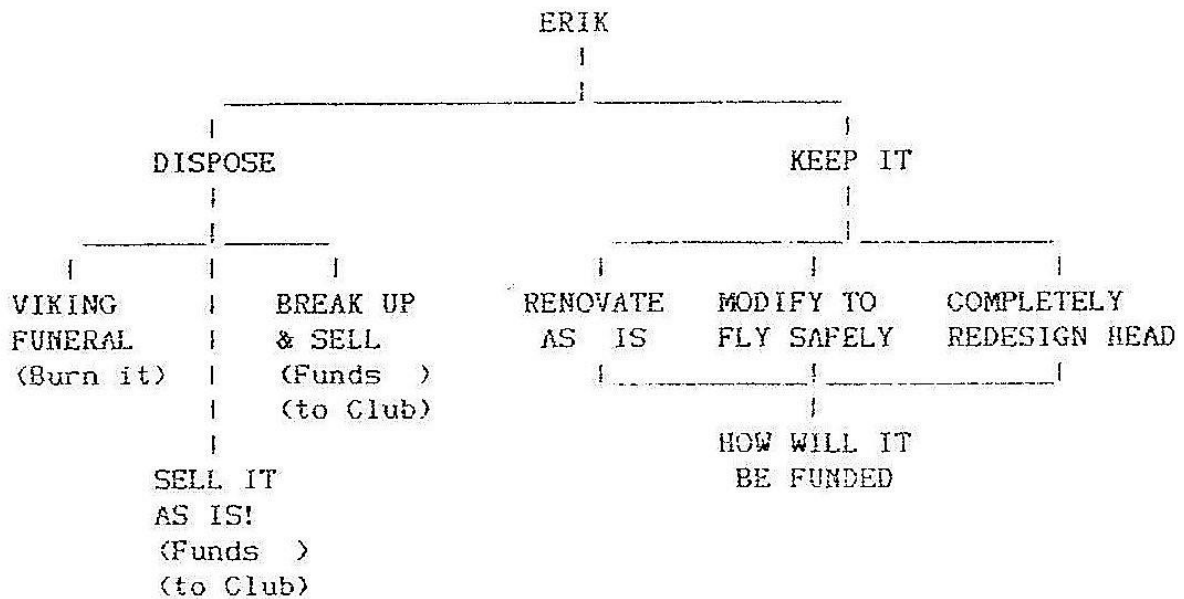 ERIK
DISPOSE
KEEP IT
VIKING
FUNERAL
(Burn it)
SELL IT
AS IS!
(Funds )
(to Club)
BREAK UP
& SELL
(Funds )
(to Club)
RENOVATE
AS IS
MODIFY TO
FLY SAFELY
COMPLETELY
REDESIGN HEAD
HOW WILL IT
BE FUNDED